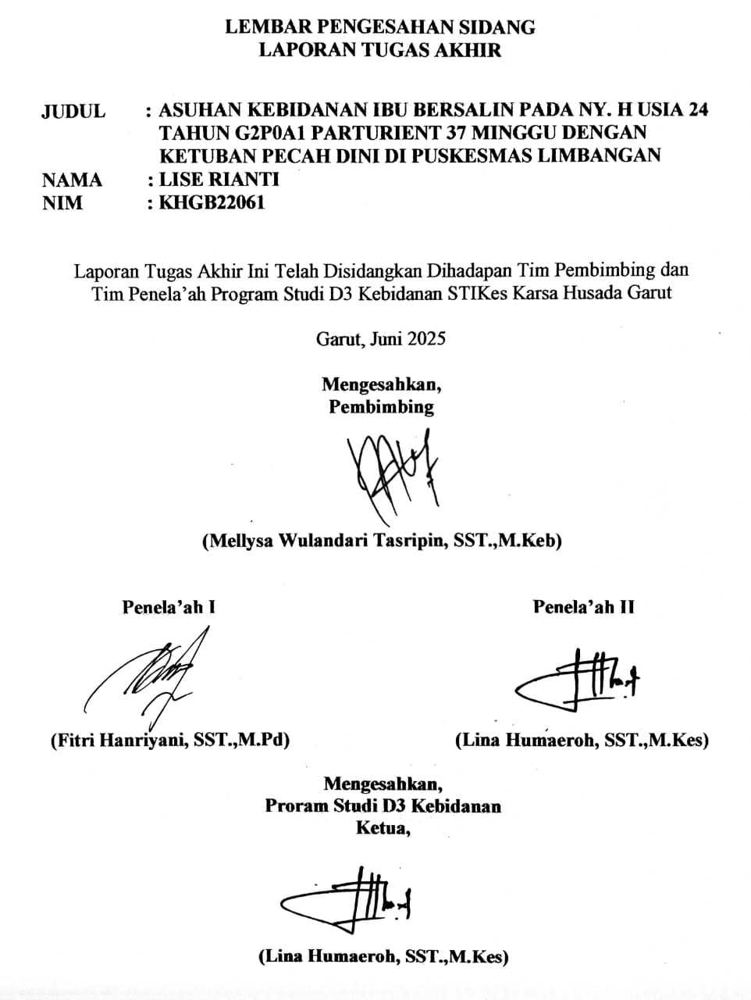 LEMBAR PENGESAHAN SIDANG
LAPORAN TUGAS AKHIR
JUDUL : ASUHAN KEBIDANAN IBU BERSALIN PADA NY. H USIA 24
TAHUN G2P0A1 PARTURIENT 37 MINGGU DENGAN
KETUBAN PECAH DINI DI PUSKESMAS LIMBANGAN
NAMA : LISE RIANTI
NIM : KHGB22061
Laporan Tugas Akhir Ini Telah Disidangkan Dihadapan Tim Pembimbing dan
Tim Penela’ah Program Studi D3 Kebidanan STIKes Karsa Husada Garut
Garut, Juni 2025
Mengesahkan,
Pembimbing
(Mellysa Wulandari Tasripin, SST.,M.Keb)
Penela’ah I Penela’ah II
(Fitri Hanriyani, SST.,M.Pd) (Lina Humaeroh, SST.,M.Kes)
Mengesahkan,
Proram Studi D3 Kebidanan
Ketua,
(Lina Humaeroh, SST.,M.Kes)